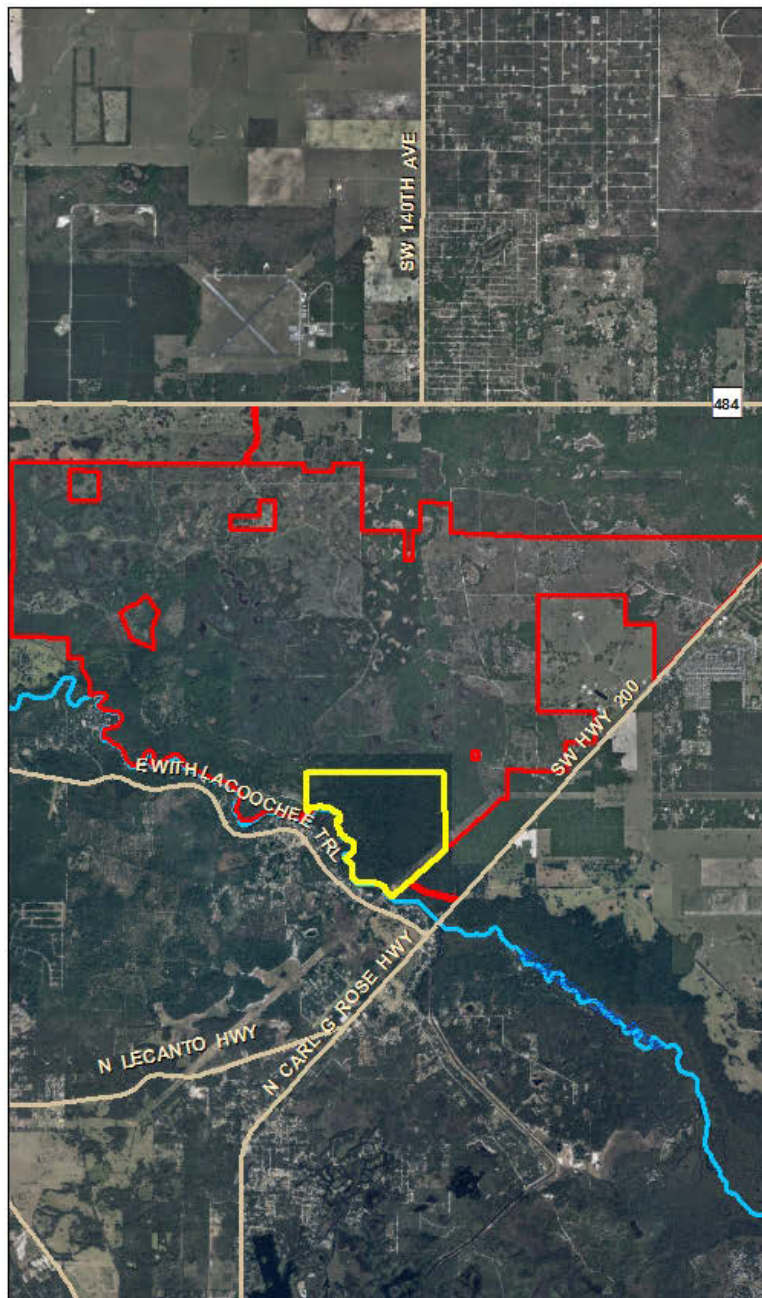 SW 140TH AVE
484
SW HWY 200
E WITHLACOOCHEE TRL
N CARL G ROSE HWY
N LECANTO HWY